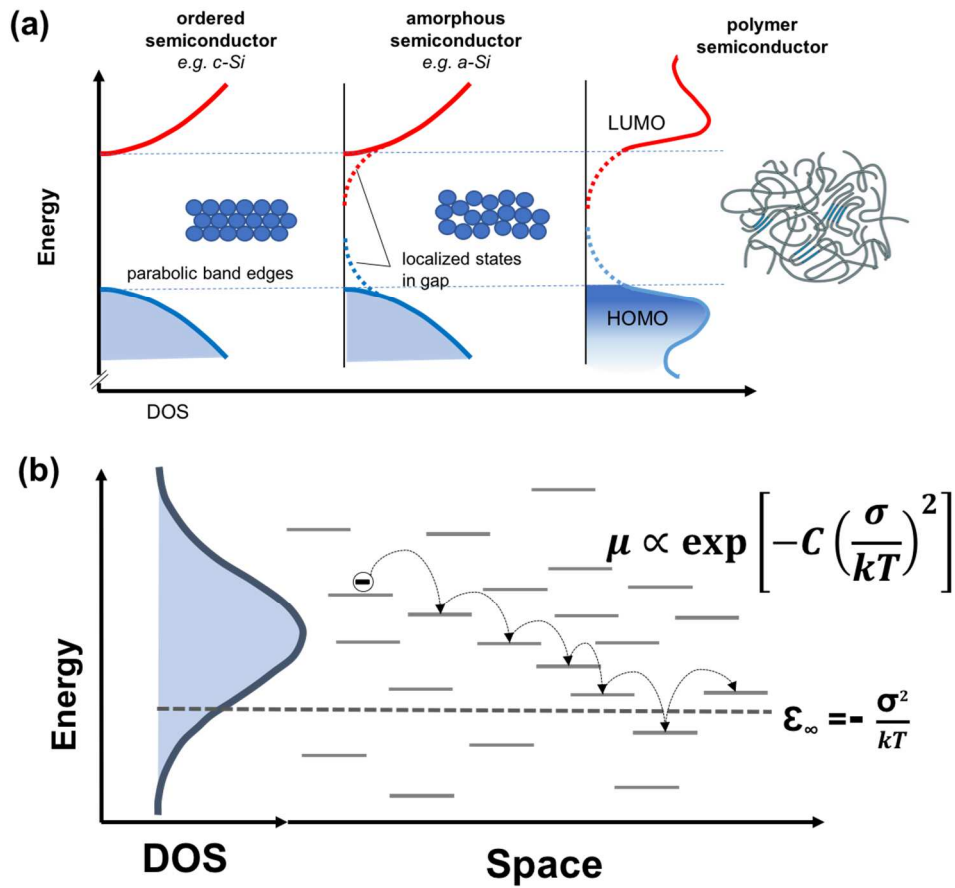 (a)
ordered
semiconductor
e.g. c-Si
amorphous
semiconductor
e.g. a-Si
polymer
semiconductor
Energy
LUMO
parabolic band edges
localized states
in gap
HOMO
DOS
(b)
μ ∝ exp [−C (σ/kT)²]
Energy
ε∞ =- σ²/kT
DOS
Space